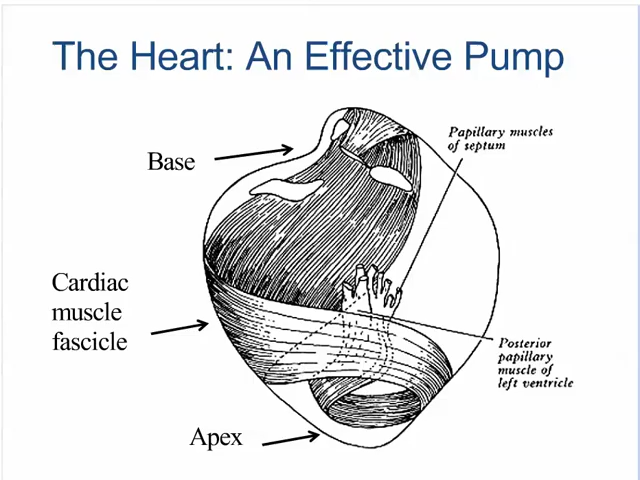 The Heart: An Effective Pump
Papillary muscles
of septum
Base
Cardiac
muscle
fascicle
Posterior
papillary
muscle of
left ventricle
Apex